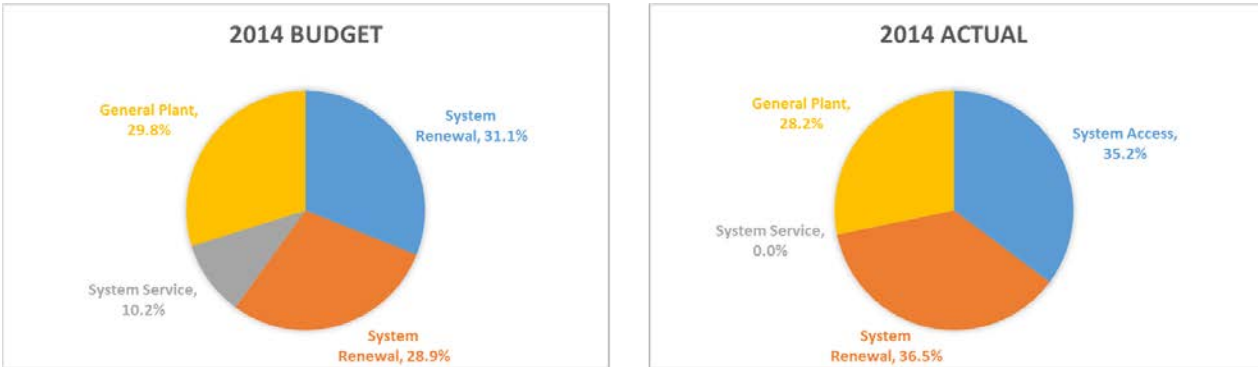 2014 BUDGET
General Plant,
29.8%
System
Renewal, 31.1%
System Service,
10.2%
System
Renewal, 28.9%
2014 ACTUAL
General Plant,
28.2%
System Access,
35.2%
System Service,
0.0%
System
Renewal, 36.5%